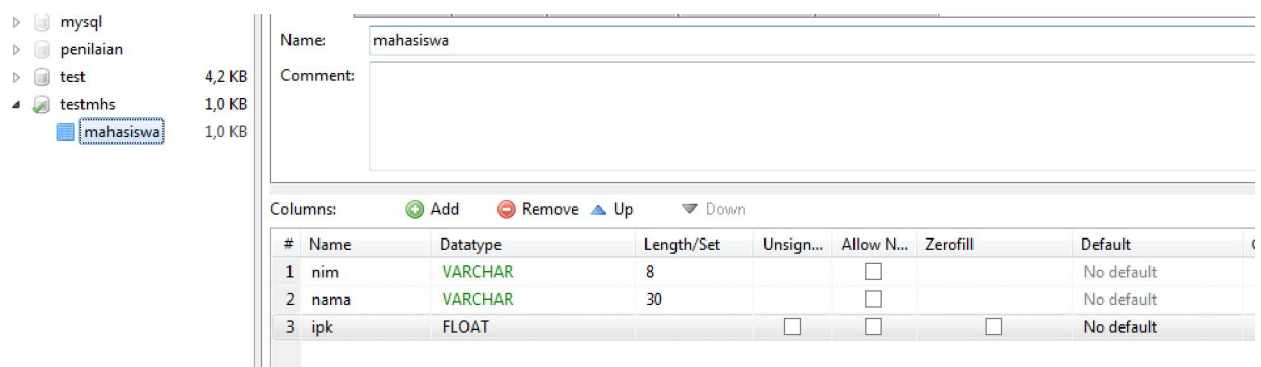 mysql
penilaian
test 4,2 KB
testmhs 1,0 KB
mahasiswa 1,0 KB
Name: mahasiswa
Comment:
Columns: Add Remove Up Down
# Name Datatype Length/Set Unsign... Allow N... Zerofill Default
1 nim VARCHAR 8 No default
2 nama VARCHAR 30 No default
3 ipk FLOAT No default